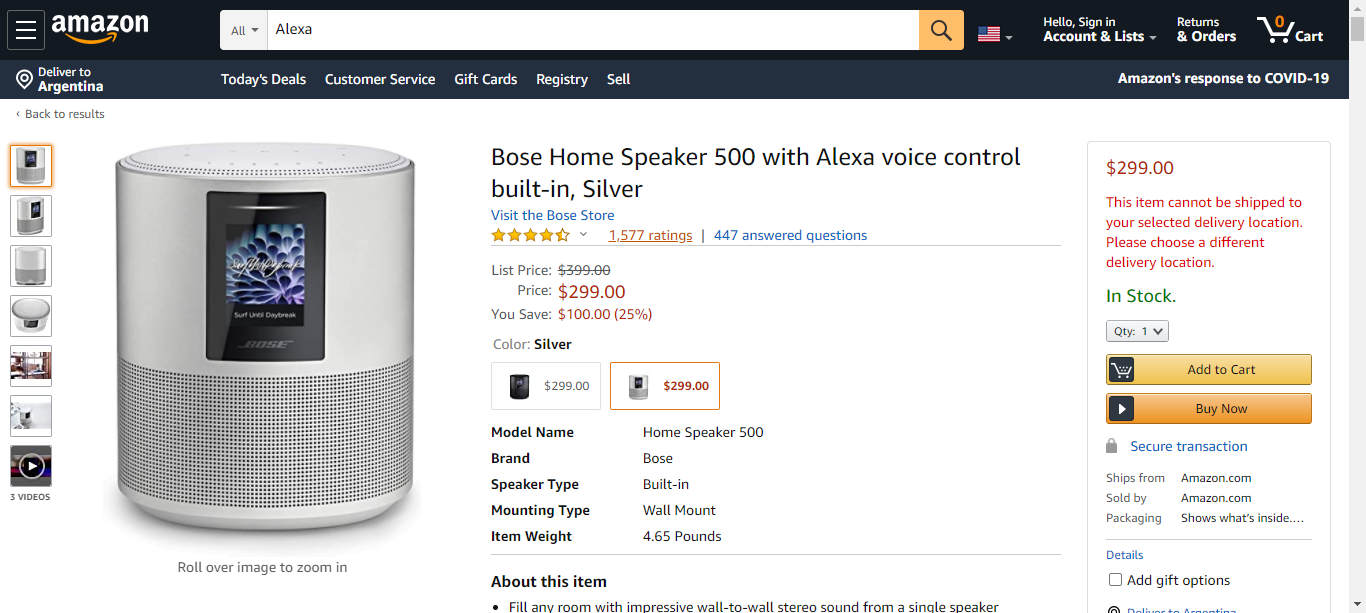 amazon
All
Alexa
Hello, Sign in
Account & Lists
Returns
& Orders
0
Cart
Deliver to
Argentina
Today's Deals
Customer Service
Gift Cards
Registry
Sell
Amazon's response to COVID-19
‹ Back to results
Surf Until Daybreak
BOSE
3 VIDEOS
Roll over image to zoom in
Bose Home Speaker 500 with Alexa voice control
built-in, Silver
Visit the Bose Store
1,577 ratings | 447 answered questions
List Price: $399.00
Price: $299.00
You Save: $100.00 (25%)
Color: Silver
$299.00
$299.00
Model Name Home Speaker 500
Brand Bose
Speaker Type Built-in
Mounting Type Wall Mount
Item Weight 4.65 Pounds
About this item
• Fill any room with impressive wall-to-wall stereo sound from a single speaker
$299.00
This item cannot be shipped to
your selected delivery location.
Please choose a different
delivery location.
In Stock.
Qty: 1
Add to Cart
Buy Now
Secure transaction
Ships from Amazon.com
Sold by Amazon.com
Packaging Shows what's inside....
Details
Add gift options
Deliver to Argentina